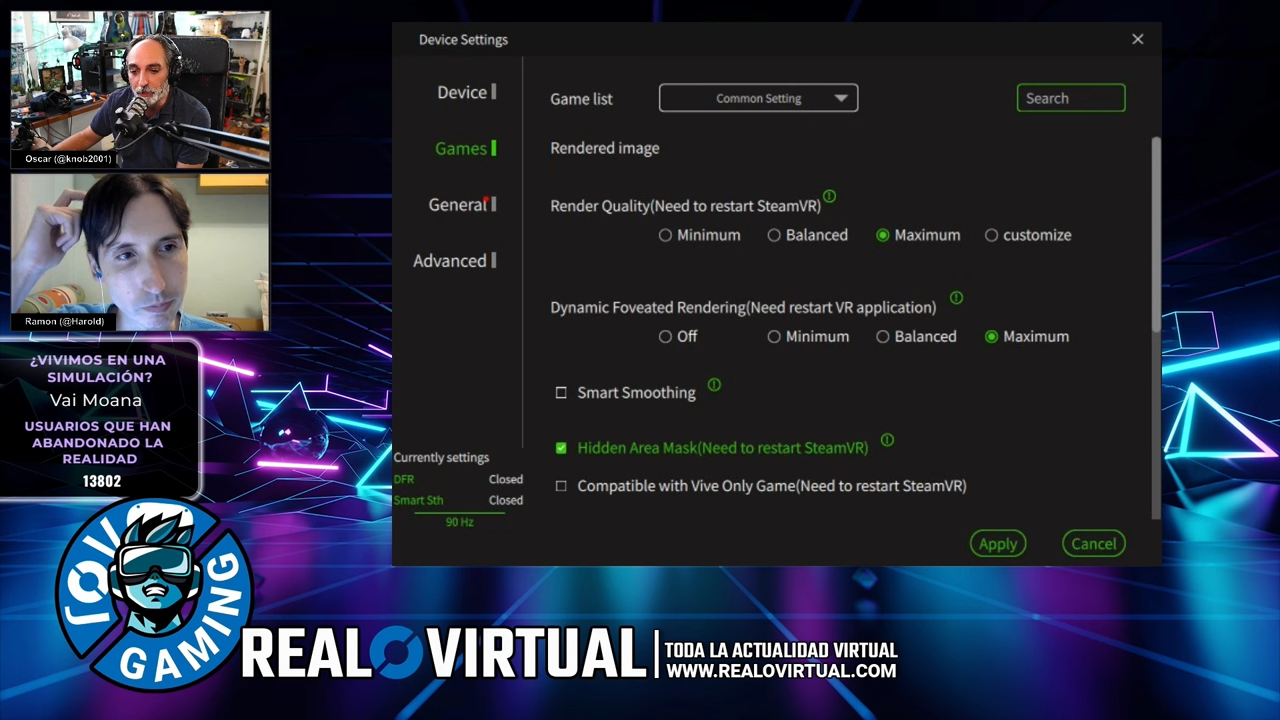 Oscar (@knob2001)
Ramon (@Harold)
¿VIVIMOS EN UNA
SIMULACIÓN?
Vai Moana
USUARIOS QUE HAN
ABANDONADO LA
REALIDAD
13802
ROV
GAMING
REAL O VIRTUAL
TODA LA ACTUALIDAD VIRTUAL
WWW.REALOVIRTUAL.COM
Device Settings
Device
Games
General
Advanced
Currently settings
DFR Closed
Smart Sth Closed
90 Hz
Game list Common Setting Search
Rendered image
Render Quality(Need to restart SteamVR)
Minimum Balanced Maximum customize
Dynamic Foveated Rendering(Need restart VR application)
Off Minimum Balanced Maximum
Smart Smoothing
Hidden Area Mask(Need to restart SteamVR)
Compatible with Vive Only Game(Need to restart SteamVR)
Apply Cancel